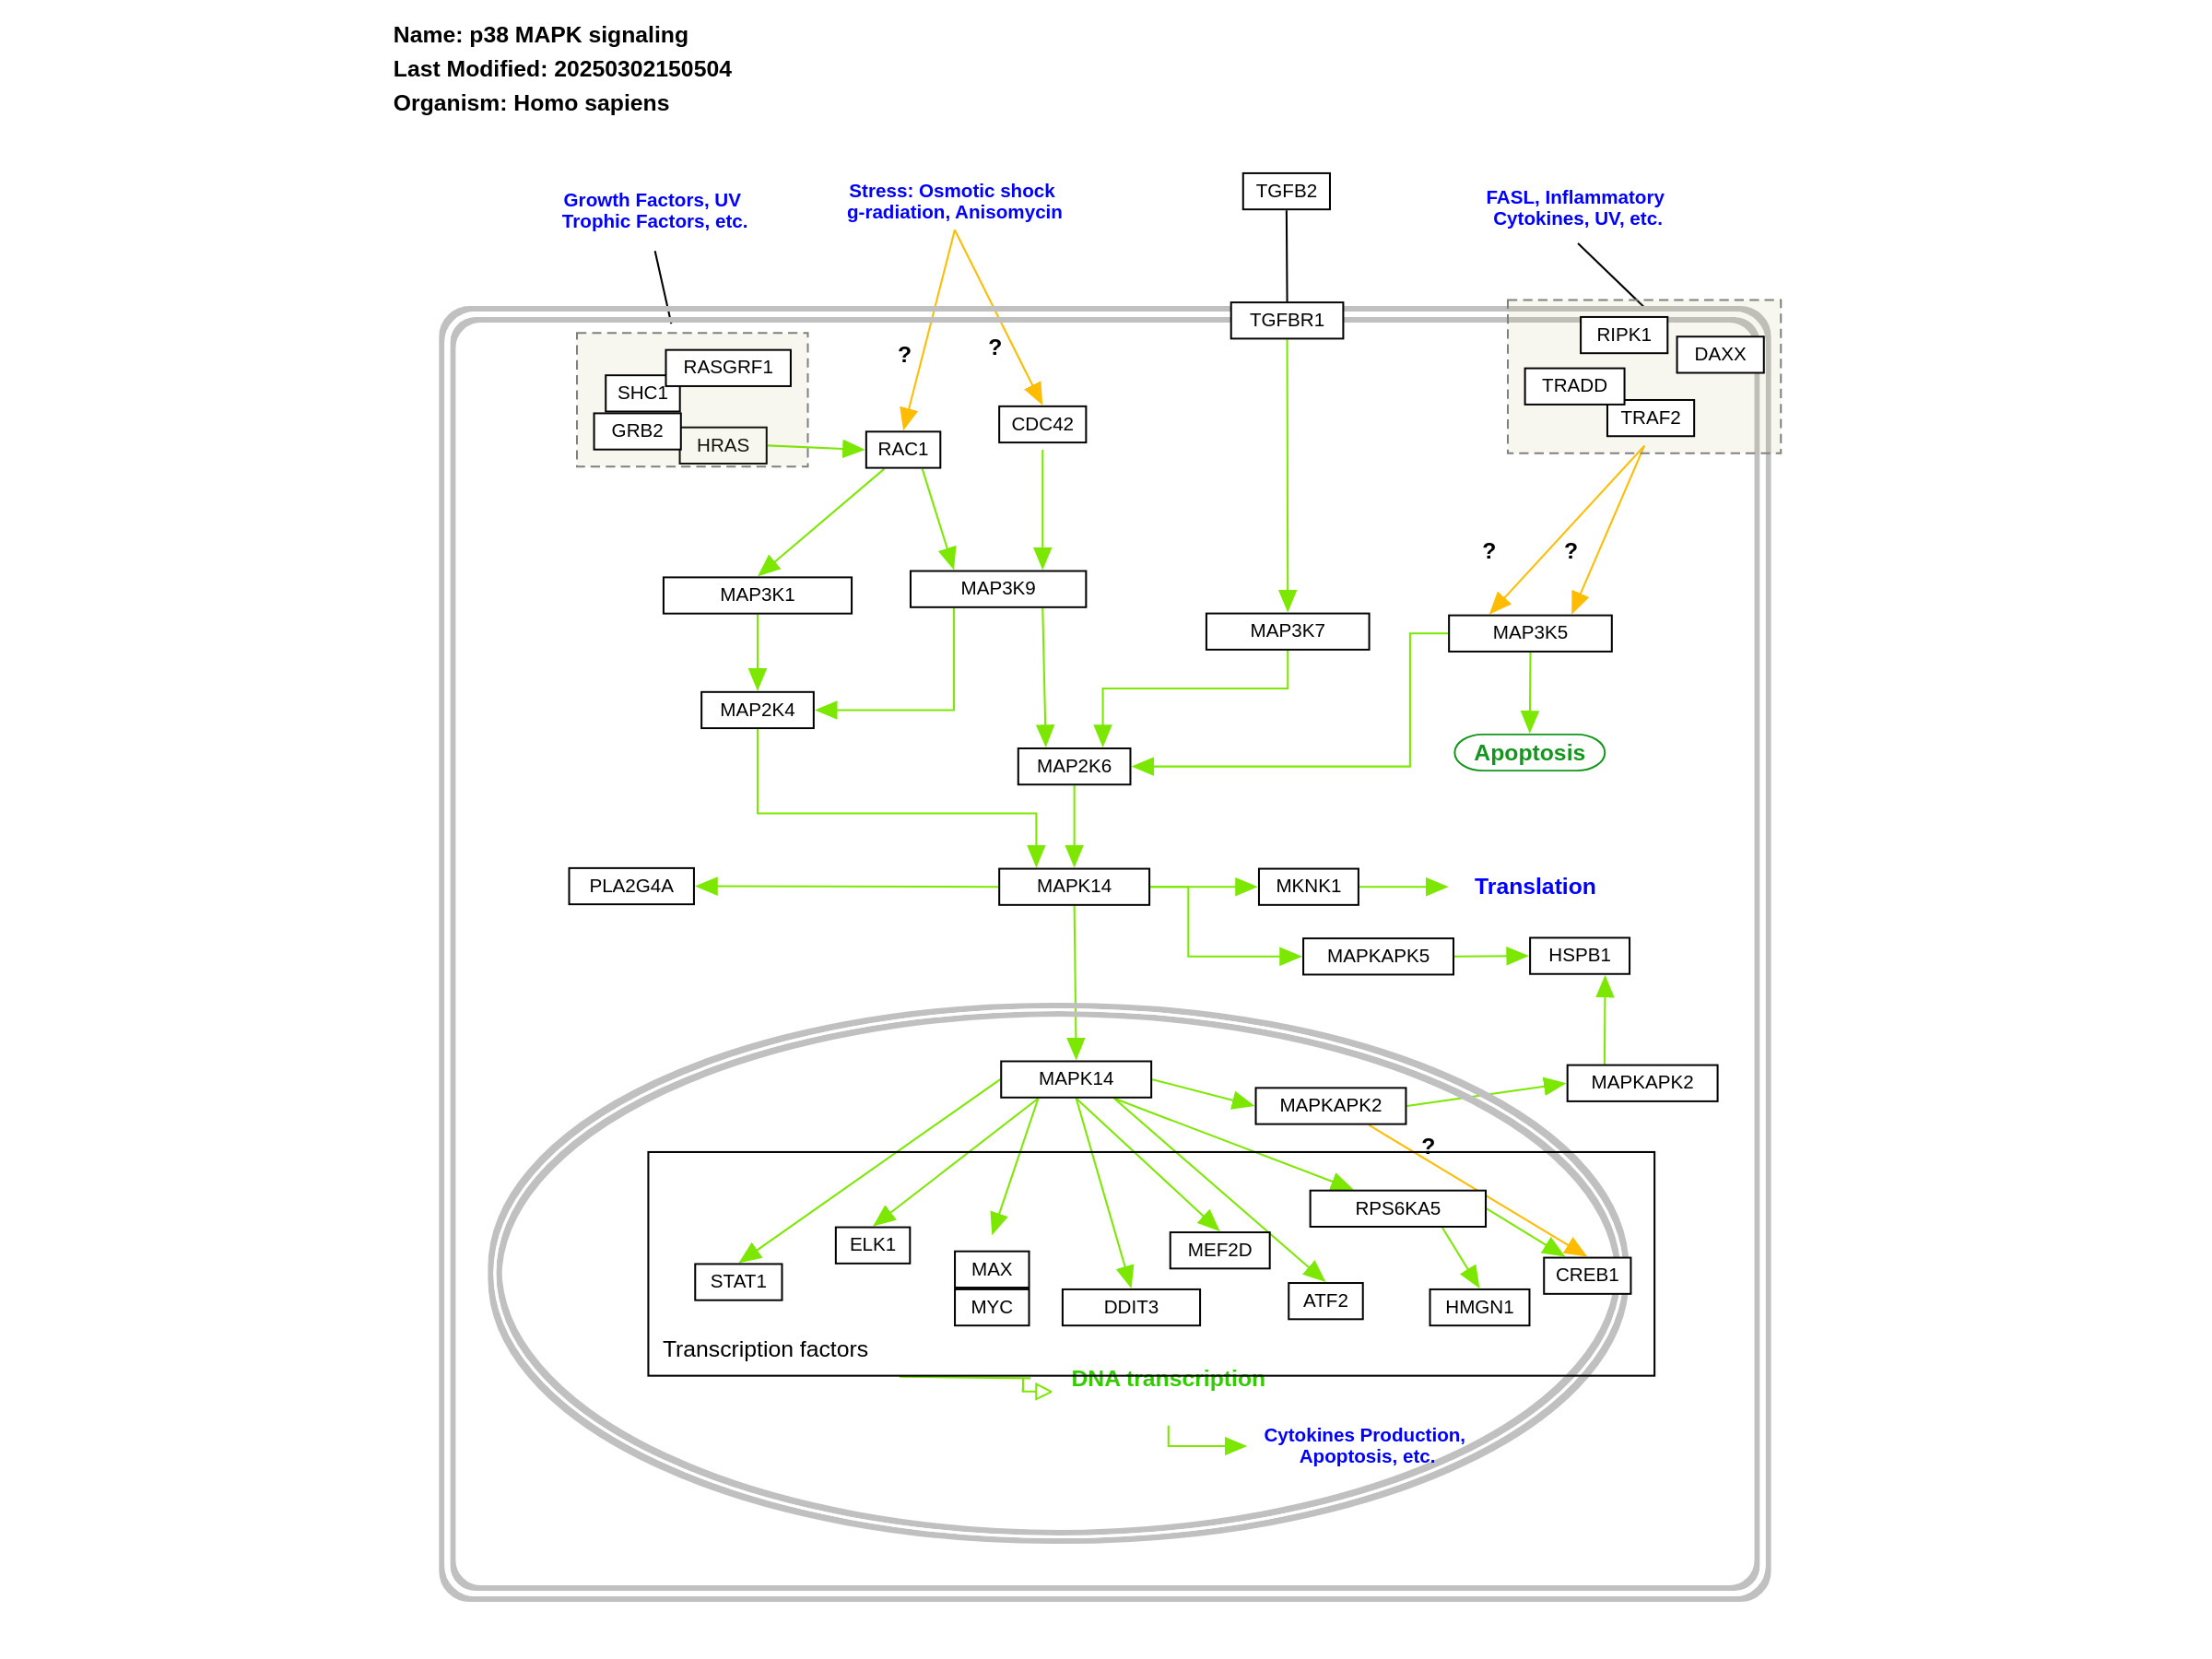 Name: p38 MAPK signaling
Last Modified: 20250302150504
Organism: Homo sapiens
Growth Factors, UV
Trophic Factors, etc.
Stress: Osmotic shock
g-radiation, Anisomycin
TGFB2
FASL, Inflammatory
Cytokines, UV, etc.
TGFBR1
RIPK1
DAXX
TRADD
TRAF2
RASGRF1
SHC1
GRB2
HRAS
?
?
RAC1
CDC42
?
?
MAP3K1
MAP3K9
MAP3K7
MAP3K5
MAP2K4
MAP2K6
Apoptosis
PLA2G4A
MAPK14
MKNK1
Translation
MAPKAPK5
HSPB1
MAPK14
MAPKAPK2
MAPKAPK2
?
RPS6KA5
ELK1
MEF2D
STAT1
MAX
CREB1
MYC
DDIT3
ATF2
HMGN1
Transcription factors
DNA transcription
Cytokines Production,
Apoptosis, etc.